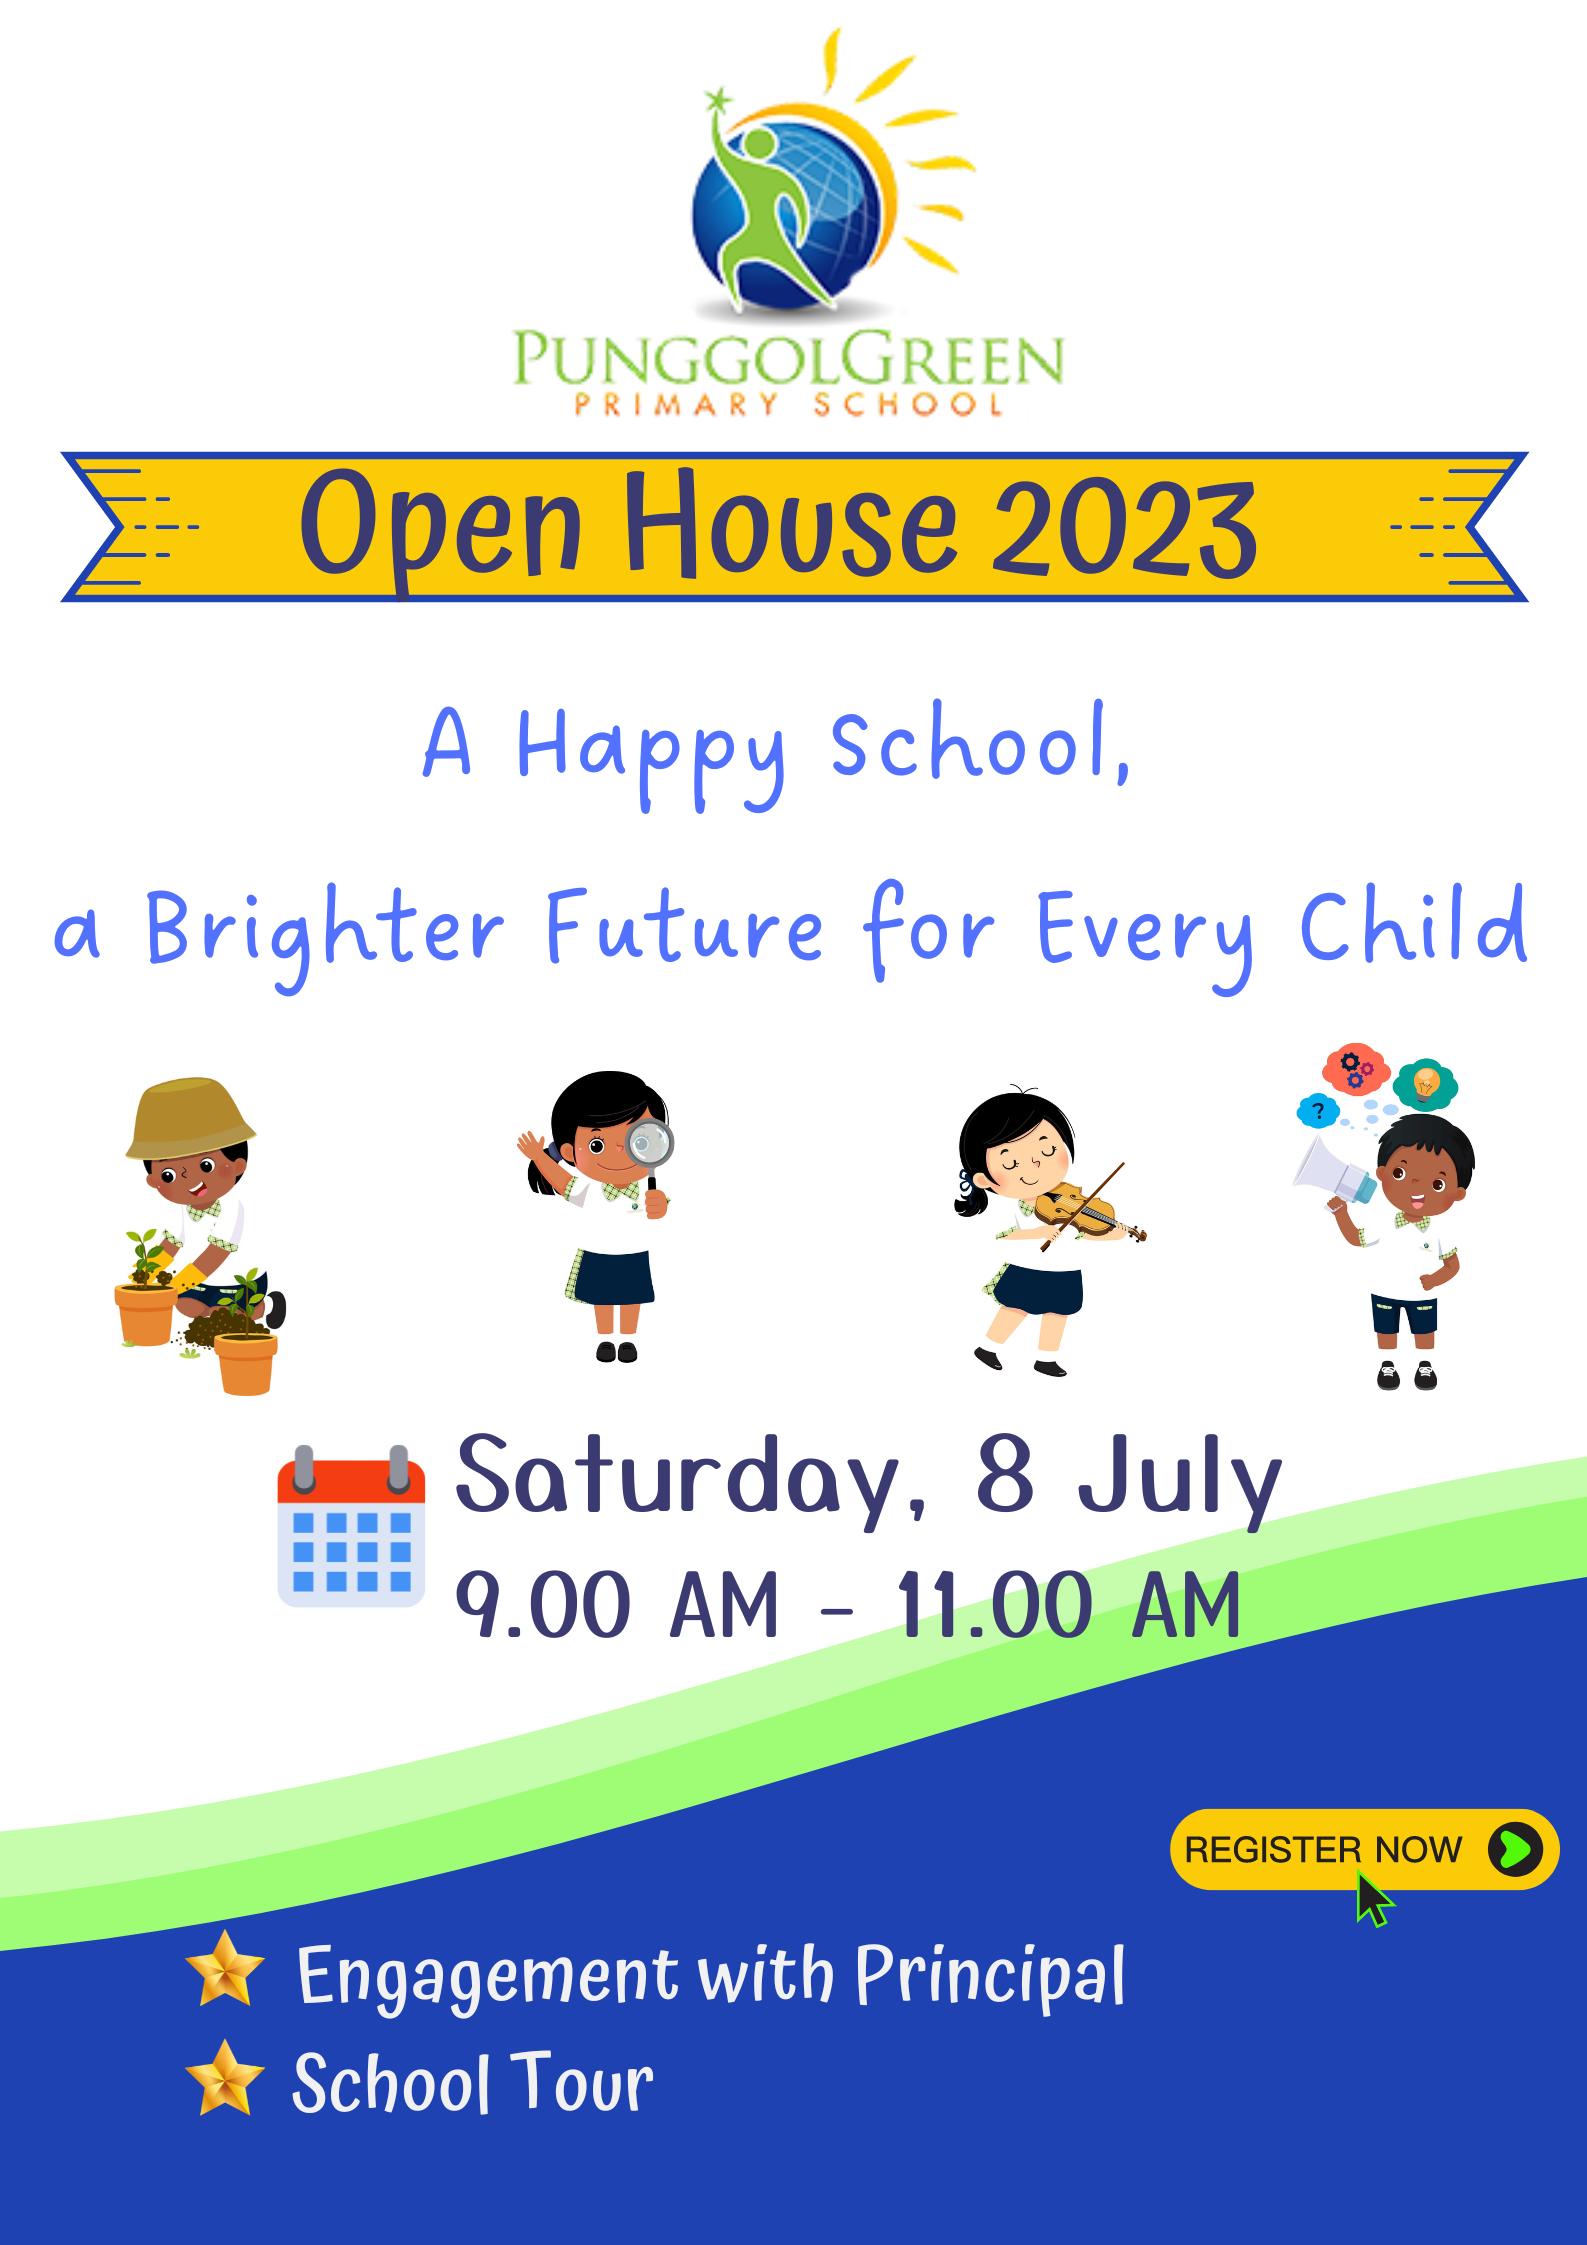 PUNGGOLGREEN
PRIMARY SCHOOL
Open House 2023
A Happy School,
a Brighter Future for Every Child
?
Saturday, 8 July
9.00 AM - 11.00 AM
REGISTER NOW
Engagement with Principal
School Tour